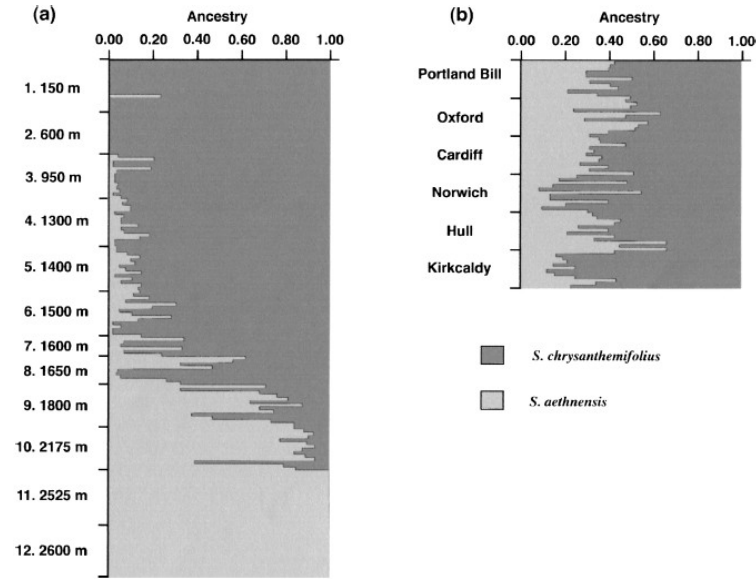 (a)
Ancestry
0.00 0.20 0.40 0.60 0.80 1.00
1. 150 m
2. 600 m
3. 950 m
4. 1300 m
5. 1400 m
6. 1500 m
7. 1600 m
8. 1650 m
9. 1800 m
10. 2175 m
11. 2525 m
12. 2600 m
(b)
Ancestry
0.00 0.20 0.40 0.60 0.80 1.00
Portland Bill
Oxford
Cardiff
Norwich
Hull
Kirkcaldy
S. chrysanthemifolius
S. aethnensis